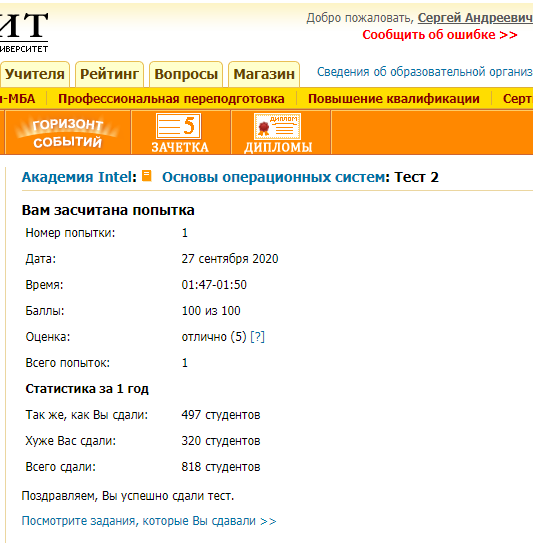 ИТ
ИВЕРСИТЕТ
Добро пожаловать, Сергей Андреевич
Сообщить об ошибке >>
Учителя Рейтинг Вопросы Магазин
Сведения об образовательной организ
-МБА Профессиональная переподготовка Повышение квалификации Серт
ГОРИЗОНТ
СОБЫТИЙ
5
ЗАЧЕТКА
ДИПЛОМ
ДИПЛОМЫ
Академия Intel: Основы операционных систем: Тест 2
Вам засчитана попытка
Номер попытки: 1
Дата: 27 сентября 2020
Время: 01:47-01:50
Баллы: 100 из 100
Оценка: отлично (5) [?]
Всего попыток: 1
Статистика за 1 год
Так же, как Вы сдали: 497 студентов
Хуже Вас сдали: 320 студентов
Всего сдали: 818 студентов
Поздравляем, Вы успешно сдали тест.
Посмотрите задания, которые Вы сдавали >>